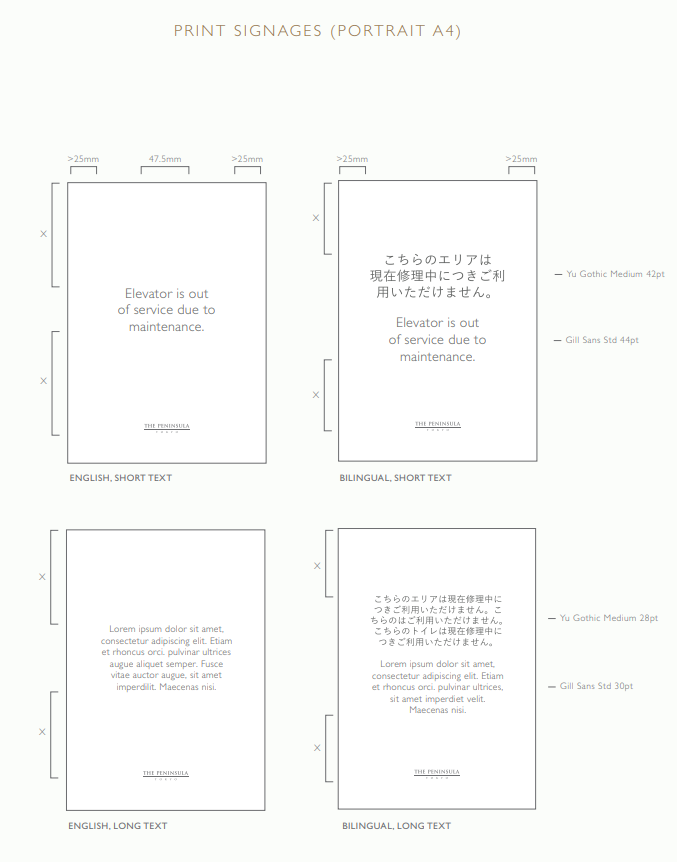 PRINT SIGNAGES (PORTRAIT A4)
>25mm
47.5mm
>25mm
X
X
Elevator is out
of service due to
maintenance.
THE PENINSULA
TOKYO
ENGLISH, SHORT TEXT
>25mm
>25mm
X
X
こちらのエリアは
現在修理中につきご利
用いただけません。
Elevator is out
of service due to
maintenance.
THE PENINSULA
TOKYO
Yu Gothic Medium 42pt
Gill Sans Std 44pt
BILINGUAL, SHORT TEXT
X
X
Lorem ipsum dolor sit amet,
consectetur adipiscing elit. Etiam
et rhoncus orci. pulvinar ultrices
augue aliquet semper. Fusce
vitae auctor augue, sit amet
imperdilit. Maecenas nisi.
THE PENINSULA
TOKYO
ENGLISH, LONG TEXT
X
X
こちらのエリアは現在修理中に
つきご利用いただけません。こ
ちらのはご利用いただけません。
こちらのトイレは現在修理中に
つきご利用いただけません。
Lorem ipsum dolor sit amet,
consectetur adipiscing elit. Etiam
et rhoncus orci. pulvinar ultrices,
sit amet imperdiet velit.
Maecenas nisi.
THE PENINSULA
TOKYO
Yu Gothic Medium 28pt
Gill Sans Std 30pt
BILINGUAL, LONG TEXT